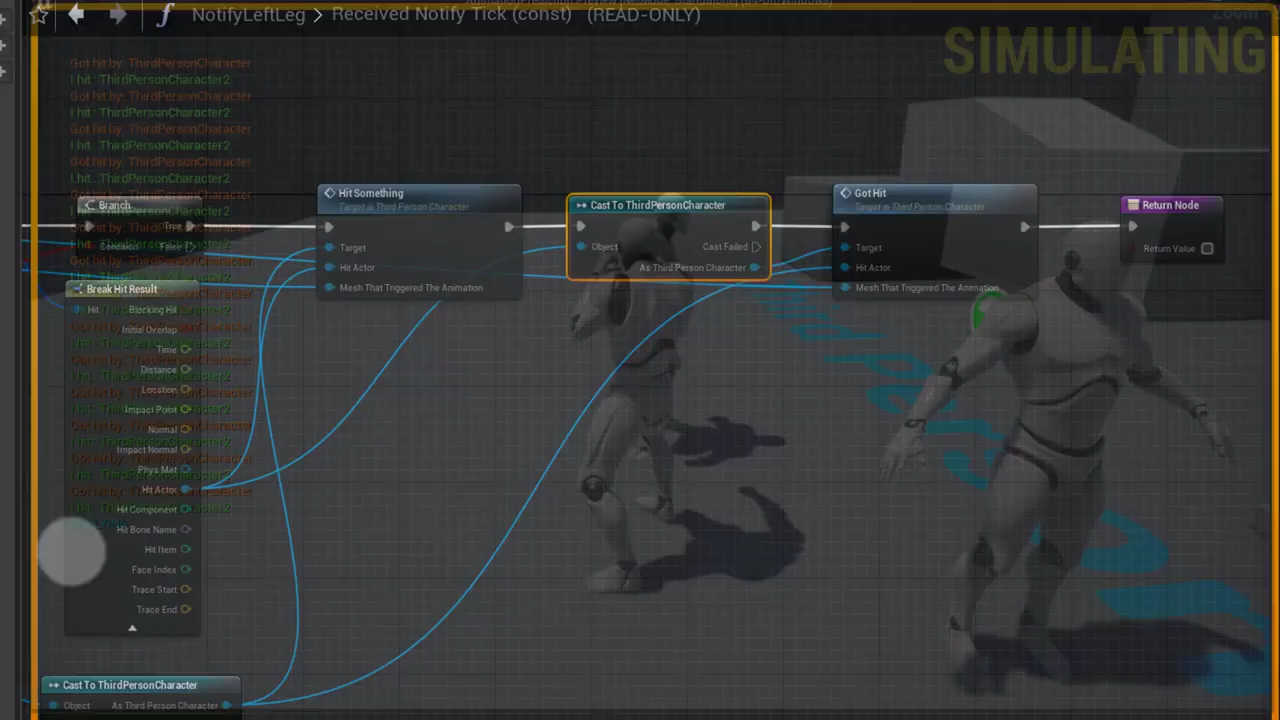 NotifyLeftLeg > Received Notify Tick (const) (READ-ONLY)
Zoom
SIMULATING
Got hit by: ThirdPersonCharacter
I hit : ThirdPersonCharacter2
Got hit by: ThirdPersonCharacter
I hit : ThirdPersonCharacter2
Got hit by: ThirdPersonCharacter
I hit : ThirdPersonCharacter2
Got hit by: ThirdPersonCharacter
I hit : ThirdPersonCharacter2
Branch
True
Condition
False
Hit Something
Target is Third Person Character
Target
Hit Actor
Mesh That Triggered The Animation
Cast To ThirdPersonCharacter
Object
Cast Failed
As Third Person Character
Got Hit
Target is Third Person Character
Target
Hit Actor
Mesh That Triggered The Animation
Return Node
Return Value
Break Hit Result
Hit
Blocking Hit
Initial Overlap
Time
Distance
Location
Impact Point
Normal
Impact Normal
Phys Mat
Hit Actor
Hit Component
Hit Bone Name
Hit Item
Face Index
Trace Start
Trace End
Cast To ThirdPersonCharacter
Object
As Third Person Character